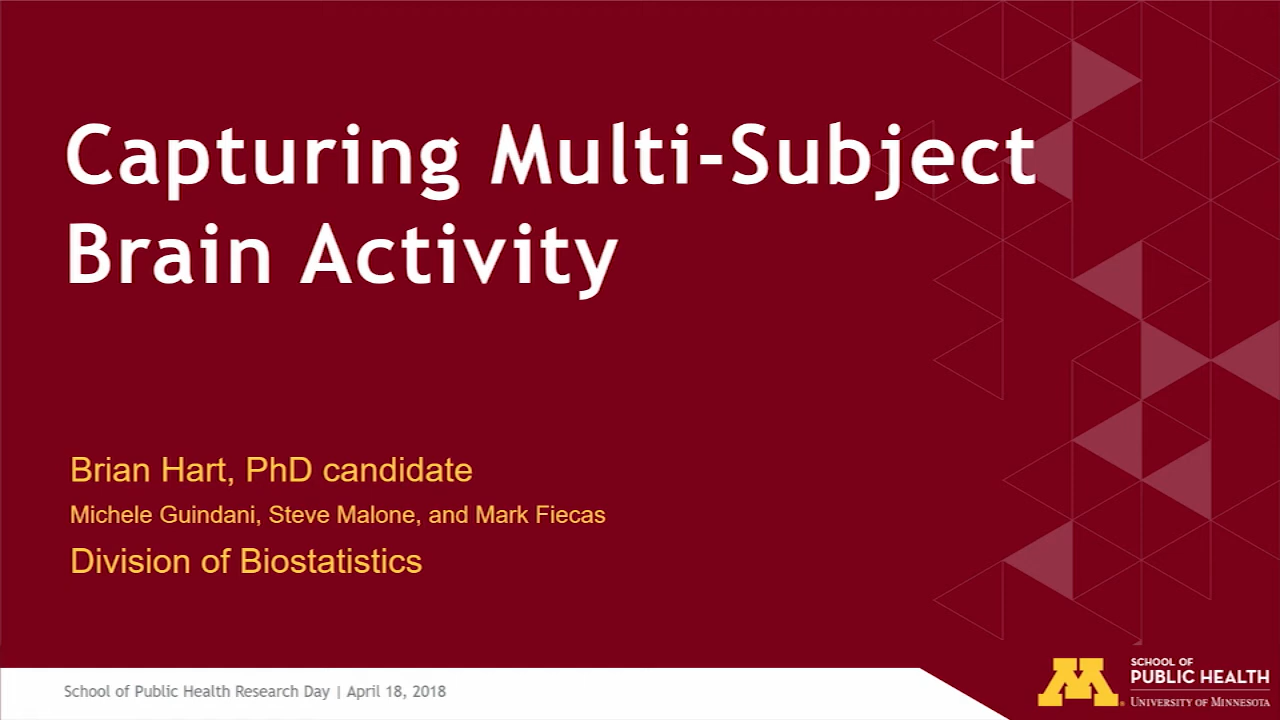 Capturing Multi-Subject
Brain Activity
Brian Hart, PhD candidate
Michele Guindani, Steve Malone, and Mark Fiecas
Division of Biostatistics
School of Public Health Research Day | April 18, 2018
M
SCHOOL OF
PUBLIC HEALTH
UNIVERSITY OF MINNESOTA